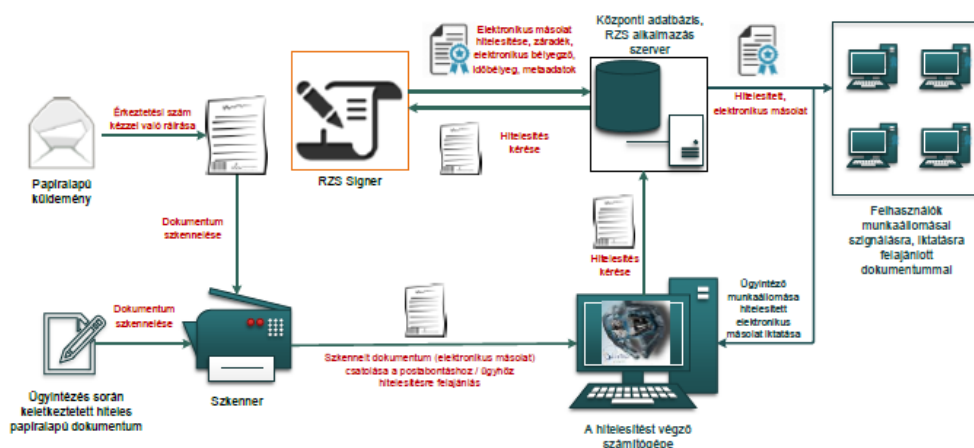 Elektronikus másolat
hitelesítése, záradék,
elektronikus bélyegző,
időbélyeg, metaadatok
Központi adatbázis,
RZS alkalmazás
szerver
Érkeztetési szám
kézzel való ráírása
Hitelesített,
elektronikus másolat
Hitelesítés
kérése
Papíralapú
küldemény
RZS Signer
Dokumentum
szkennelése
Felhasználók
munkaállomásai
szignálásra, iktatásra
felajánlott
dokumentummal
Hitelesítés
kérése
Dokumentum
szkennelése
Ügyintéző
munkaállomása
hitelesített
elektronikus
másolat iktatása
Szkennelt dokumentum (elektronikus másolat)
csatolása a postabontáshoz / ügyhöz
hitelesítésre felajánlás
Ügyintézés során
keletkeztetett hiteles
papíralapú dokumentum
Szkenner
A hitelesítést végző
számítógépe